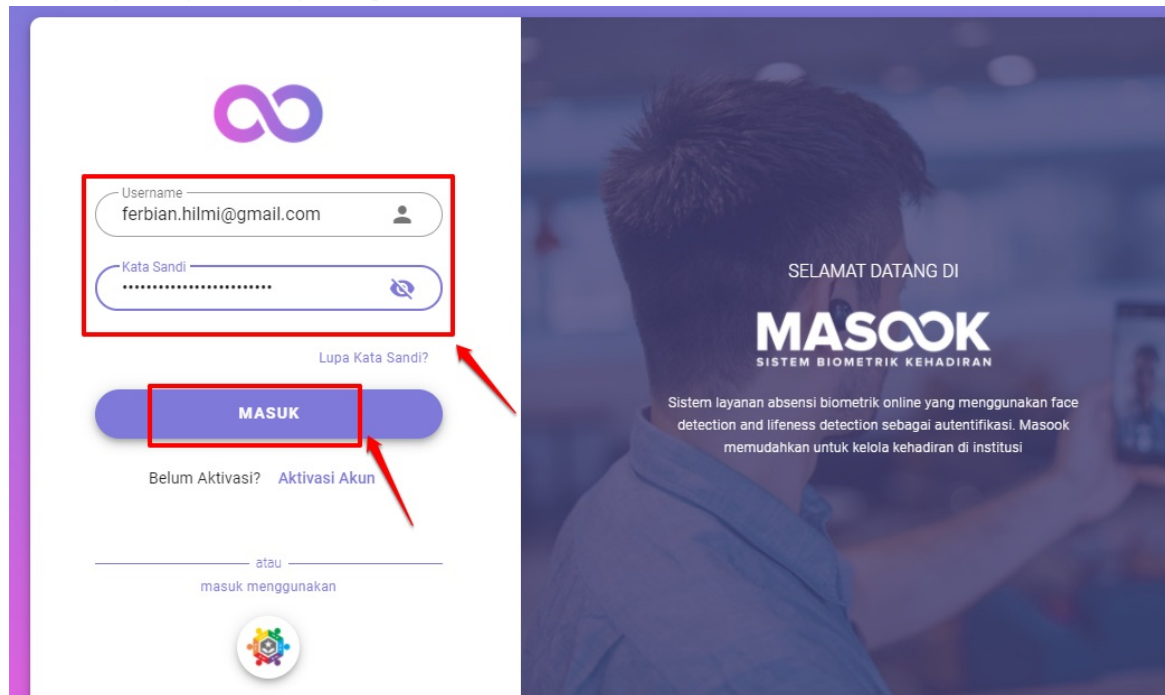 Username
ferbian.hilmi@gmail.com
Kata Sandi
•••••••••••••••••••••••••
Lupa Kata Sandi?
MASUK
Belum Aktivasi? Aktivasi Akun
atau
masuk menggunakan
SELAMAT DATANG DI
MASOOK
SISTEM BIOMETRIK KEHADIRAN
Sistem layanan absensi biometrik online yang menggunakan face
detection and lifeness detection sebagai autentifikasi. Masook
memudahkan untuk kelola kehadiran di institusi